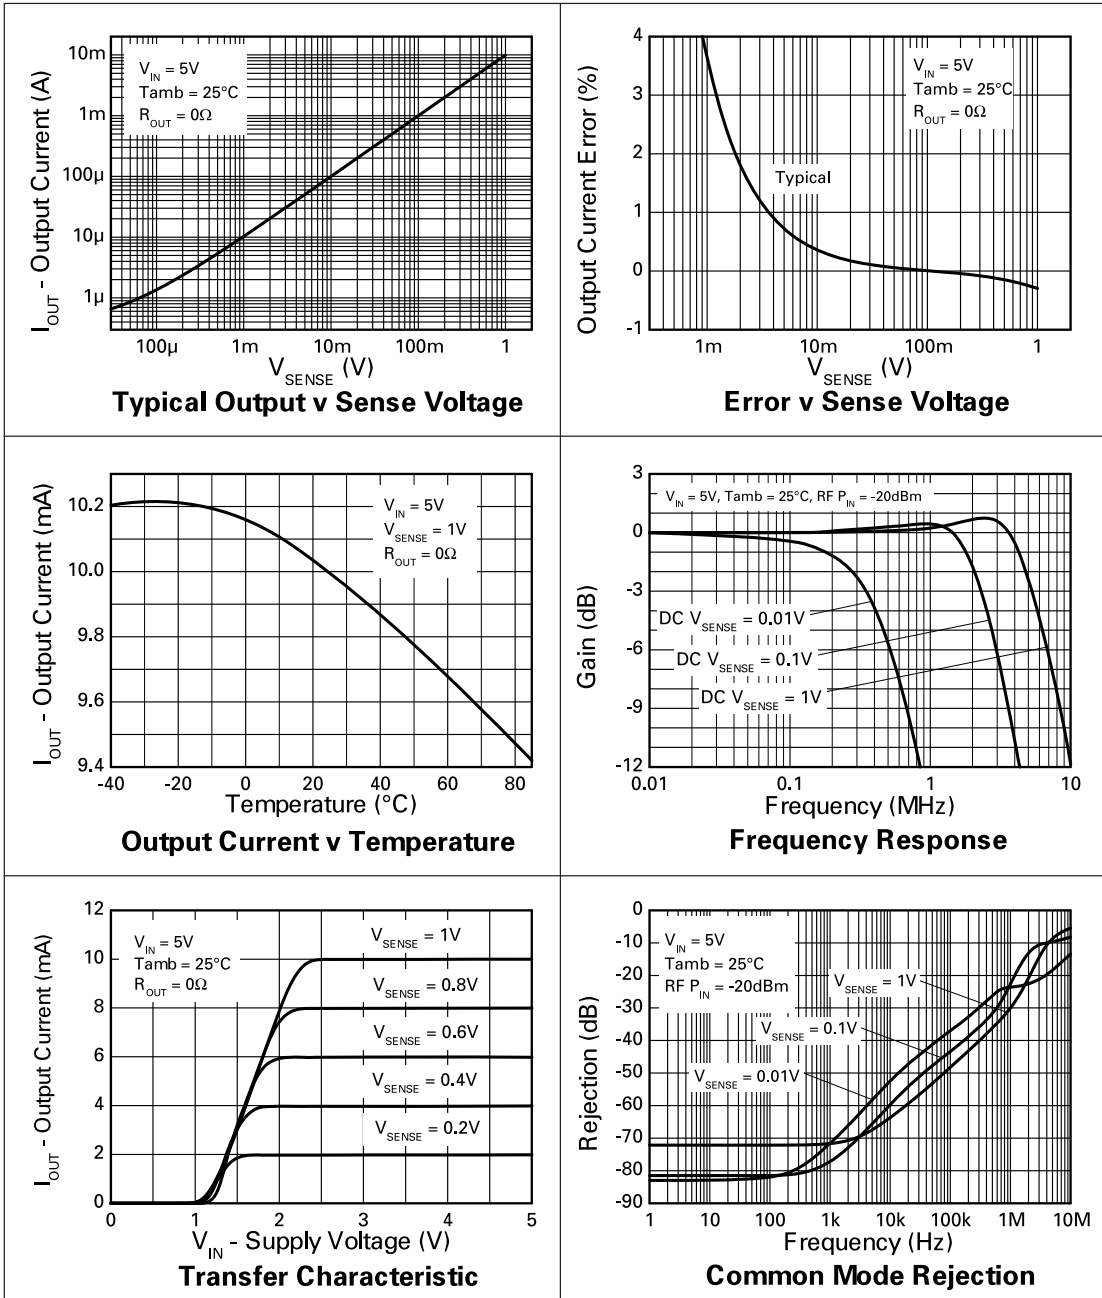 I_OUT - Output Current (A)
10m
1m
100µ
10µ
1µ
V_IN = 5V
Tamb = 25°C
R_OUT = 0Ω
100µ 1m 10m 100m 1
V_SENSE (V)
Typical Output v Sense Voltage
Output Current Error (%)
4
3
2
1
0
-1
V_IN = 5V
Tamb = 25°C
R_OUT = 0Ω
Typical
1m 10m 100m 1
V_SENSE (V)
Error v Sense Voltage
I_OUT - Output Current (mA)
10.2
10.0
9.8
9.6
9.4
V_IN = 5V
V_SENSE = 1V
R_OUT = 0Ω
-40 -20 0 20 40 60 80
Temperature (°C)
Output Current v Temperature
Gain (dB)
3
0
-3
-6
-9
-12
V_IN = 5V, Tamb = 25°C, RF P_IN = -20dBm
DC V_SENSE = 0.01V
DC V_SENSE = 0.1V
DC V_SENSE = 1V
0.01 0.1 1 10
Frequency (MHz)
Frequency Response
I_OUT - Output Current (mA)
12
10
8
6
4
2
0
V_IN = 5V
Tamb = 25°C
R_OUT = 0Ω
V_SENSE = 1V
V_SENSE = 0.8V
V_SENSE = 0.6V
V_SENSE = 0.4V
V_SENSE = 0.2V
0 1 2 3 4 5
V_IN - Supply Voltage (V)
Transfer Characteristic
Rejection (dB)
0
-10
-20
-30
-40
-50
-60
-70
-80
-90
V_IN = 5V
Tamb = 25°C
RF P_IN = -20dBm
V_SENSE = 1V
V_SENSE = 0.1V
V_SENSE = 0.01V
1 10 100 1k 10k 100k 1M 10M
Frequency (Hz)
Common Mode Rejection